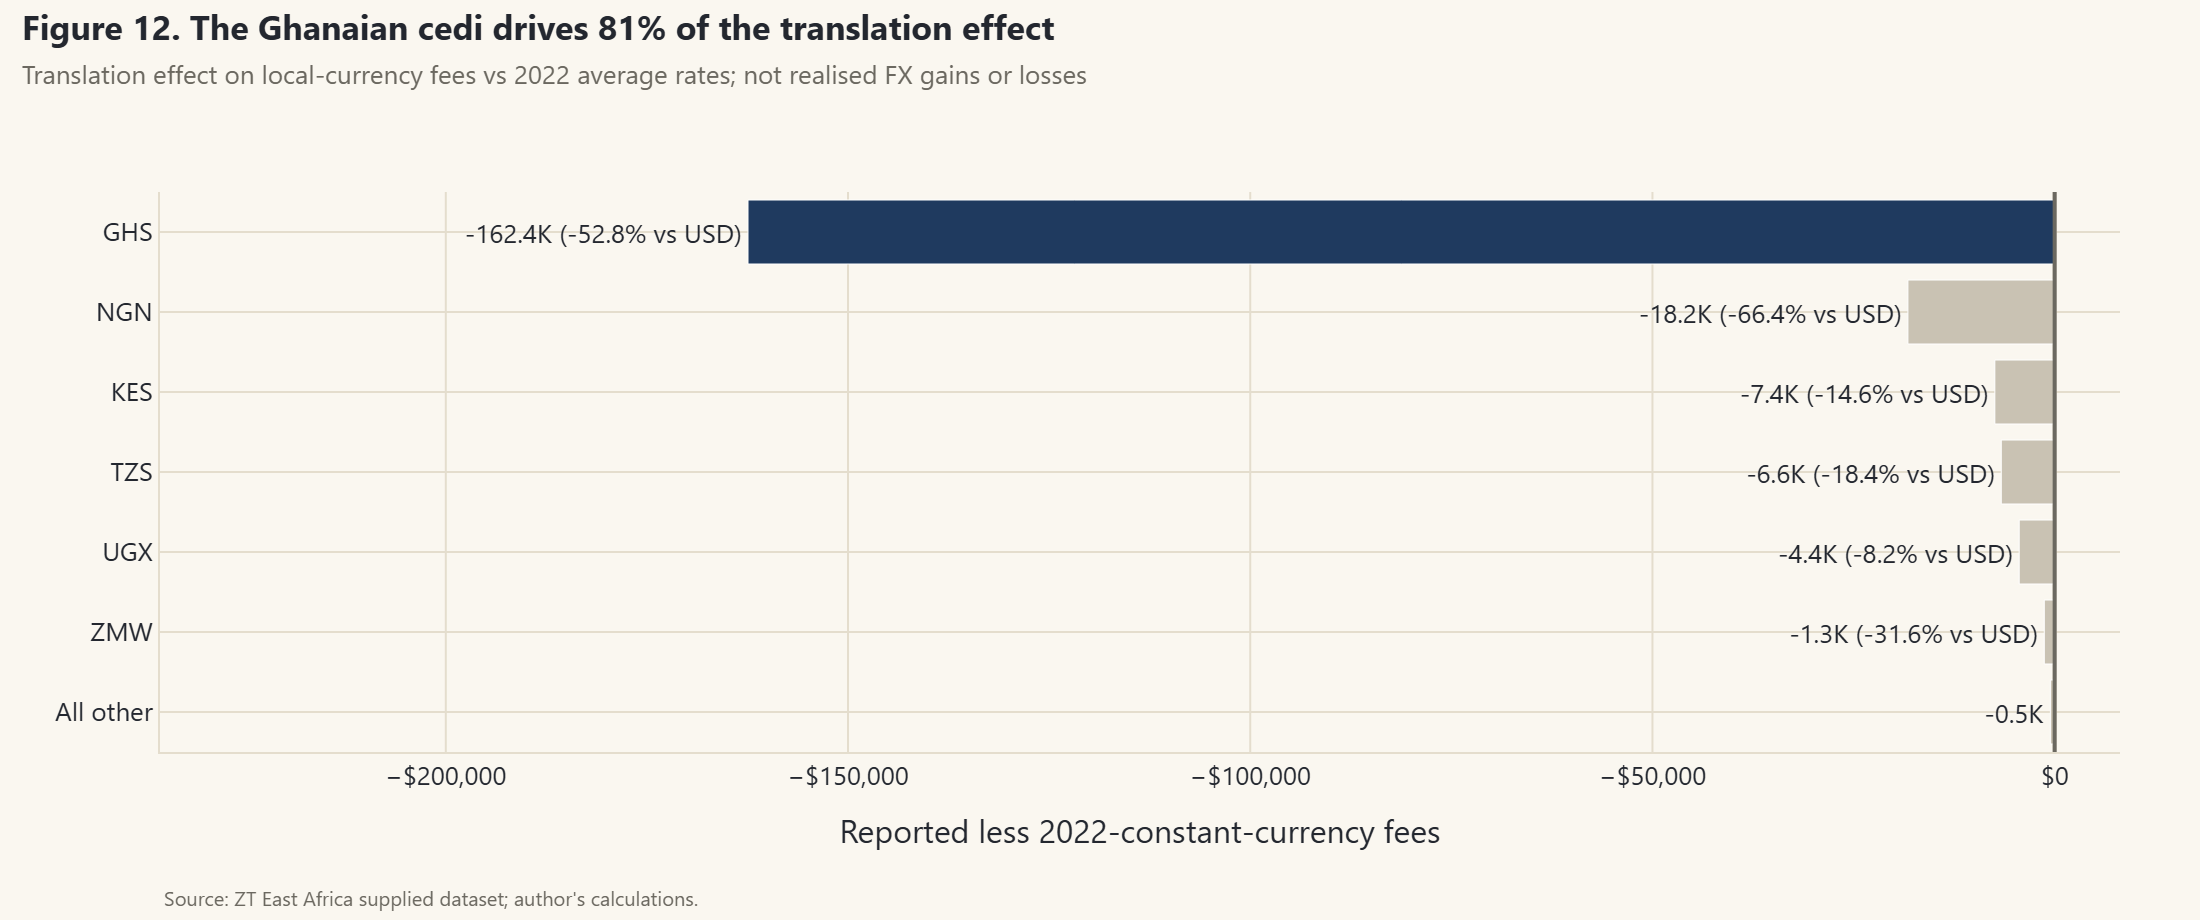 Figure 12. The Ghanaian cedi drives 81% of the translation effect
Translation effect on local-currency fees vs 2022 average rates; not realised FX gains or losses
GHS
-162.4K (-52.8% vs USD)
NGN
-18.2K (-66.4% vs USD)
KES
-7.4K (-14.6% vs USD)
TZS
-6.6K (-18.4% vs USD)
UGX
-4.4K (-8.2% vs USD)
ZMW
-1.3K (-31.6% vs USD)
All other
-0.5K
−$200,000
−$150,000
−$100,000
−$50,000
$0
Reported less 2022-constant-currency fees
Source: ZT East Africa supplied dataset; author's calculations.